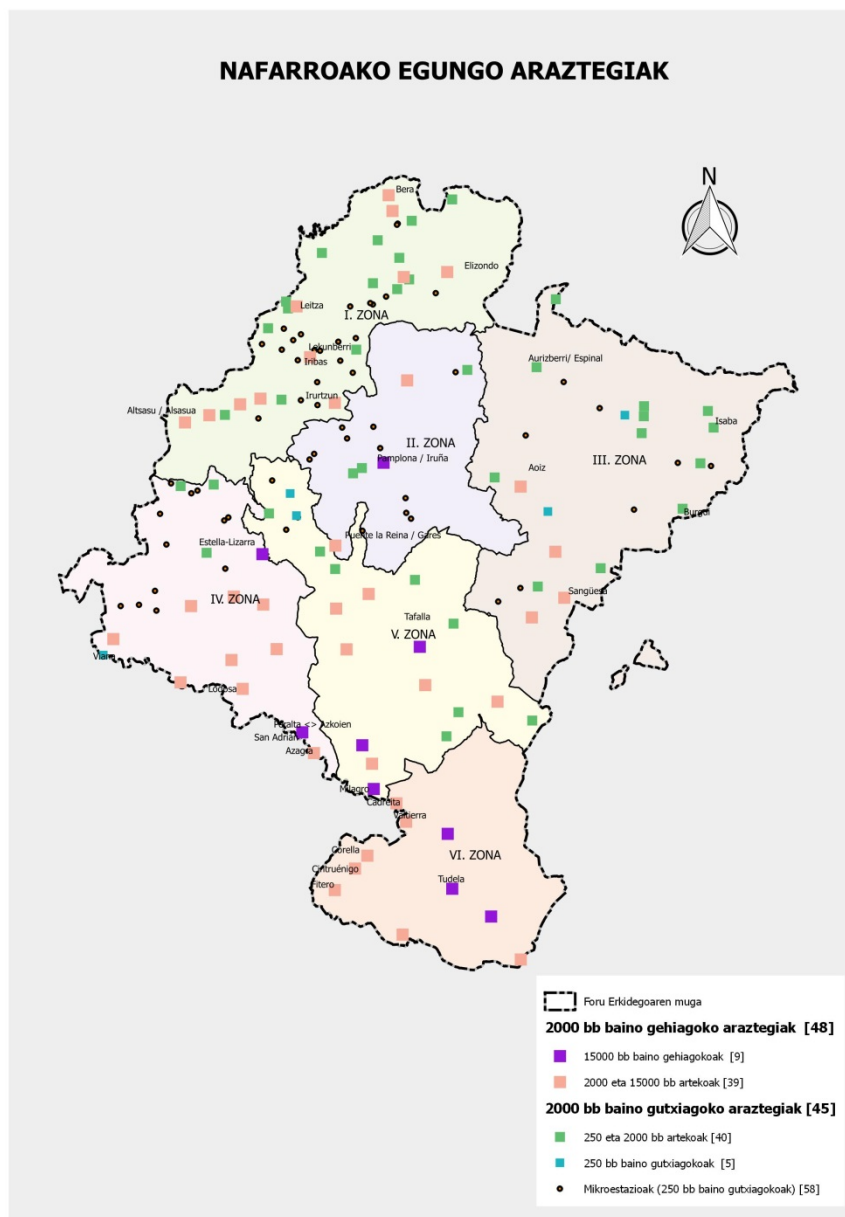 NAFARROAKO EGUNGO ARAZTEGIAK
N
Bera
Elizondo
Leitza
I. ZONA
Lekunberri
Iribas
Aurizberri/ Espinal
Irurtzun
Altsasu / Alsasua
Isaba
II. ZONA
Pamplona / Iruña
III. ZONA
Aoiz
Burgui
Puente la Reina / Gares
Estella-Lizarra
Sangüesa
IV. ZONA
Tafalla
V. ZONA
Viana
Lodosa
Peralta <> Azkoien
San Adrián
Azagra
Milagro
Cadreita
Valtierra
Corella
VI. ZONA
Cintruénigo
Tudela
Fitero
Foru Erkidegoaren muga
2000 bb baino gehiagoko araztegiak [48]
15000 bb baino gehiagokoak [9]
2000 eta 15000 bb artekoak [39]
2000 bb baino gutxiagoko araztegiak [45]
250 eta 2000 bb artekoak [40]
250 bb baino gutxiagokoak [5]
Mikroestazioak (250 bb baino gutxiagokoak) [58]